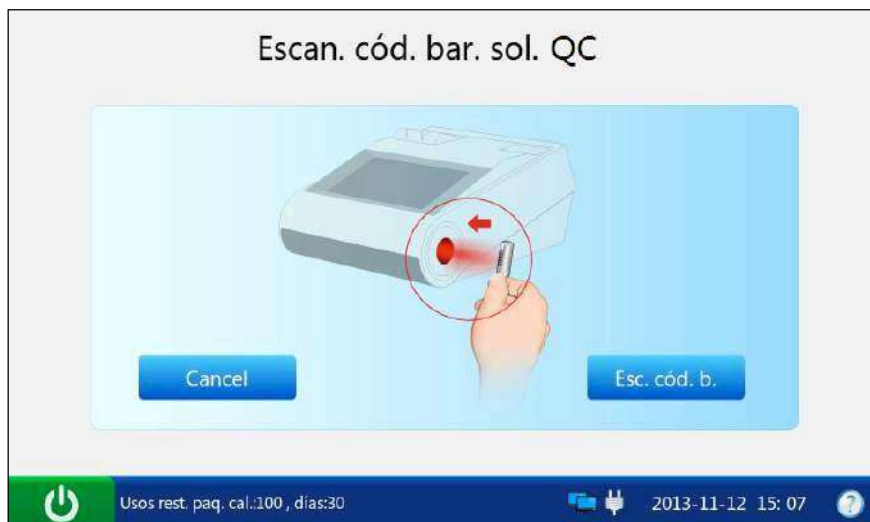 Escan. cód. bar. sol. QC
Cancel
Esc. cód. b.
Usos rest. paq. cal.:100 , días:30
2013-11-12 15: 07
?